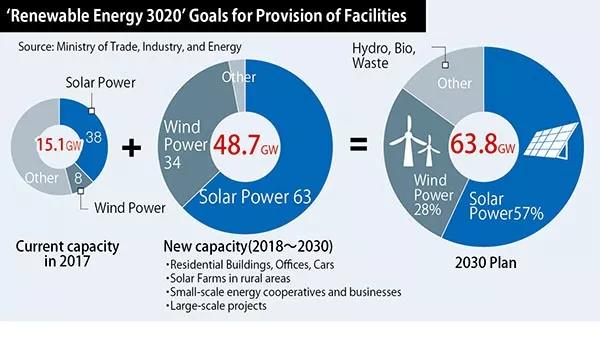 'Renewable Energy 3020' Goals for Provision of Facilities
Source: Ministry of Trade, Industry, and Energy
Solar Power
38
15.1GW
Other
8
Wind Power
Current capacity
in 2017
+
Other
Wind
Power
34
48.7GW
Solar Power 63
New capacity(2018～2030)
・Residential Buildings, Offices, Cars
・Solar Farms in rural areas
・Small-scale energy cooperatives and businesses
・Large-scale projects
=
Hydro, Bio,
Waste
Other
63.8GW
Wind
Power
28%
Solar
Power57%
2030 Plan